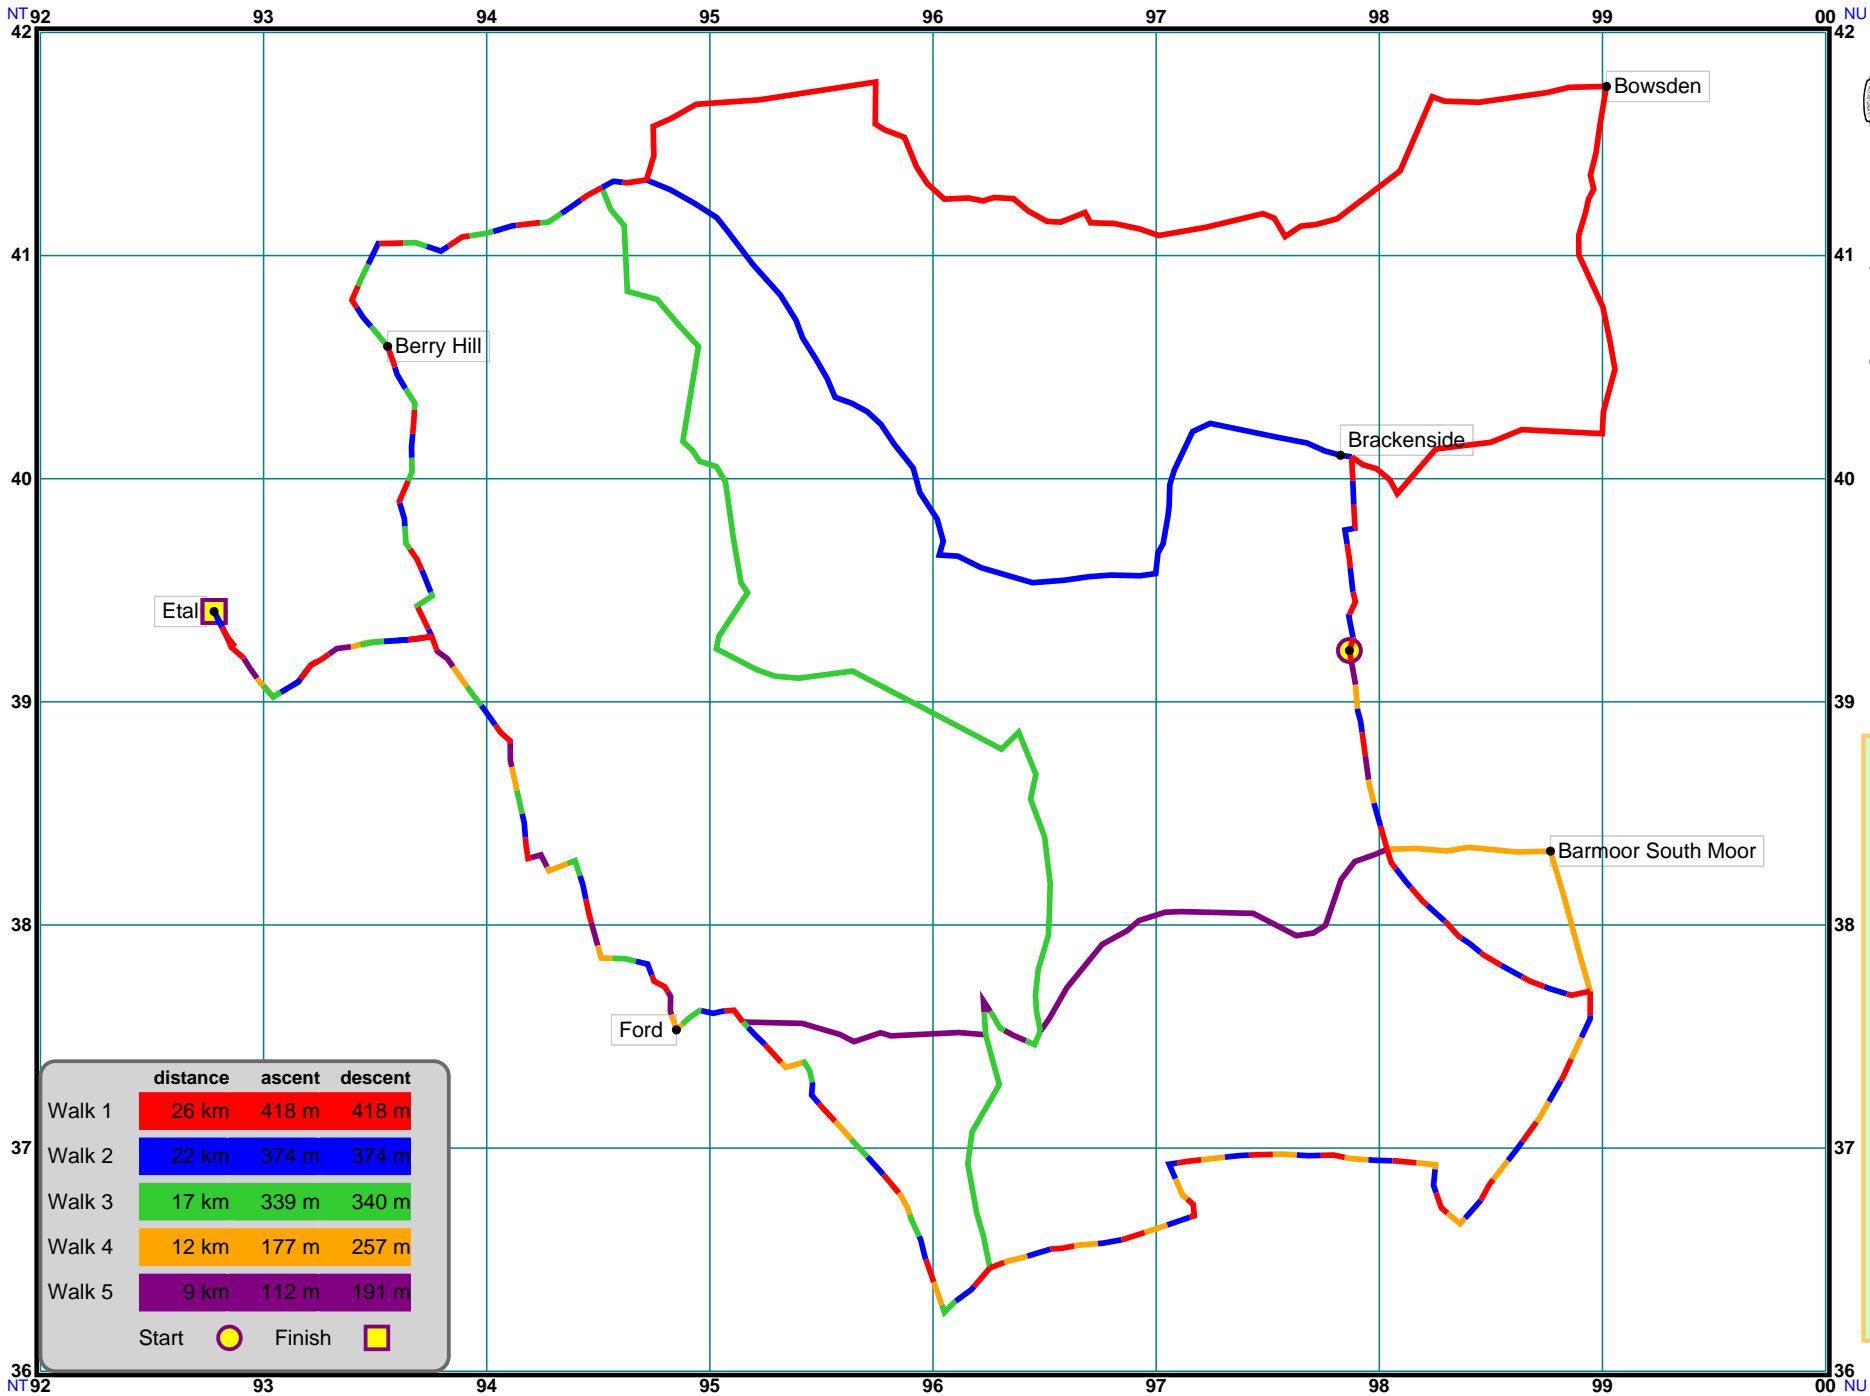 NT 92 93 94 95 96 97 98 99 00 NU
42 42
Bowsden
41 41
Berry Hill
Brackenside
40 40
Etal
39 39
Barmoor South Moor
38 38
Ford
distance ascent descent
Walk 1 26 km 418 m 418 m
37 37
Walk 2 22 km 374 m 374 m
Walk 3 17 km 339 m 340 m
Walk 4 12 km 177 m 257 m
Walk 5 9 km 112 m 191 m
Start Finish
36 36
NT 92 93 94 95 96 97 98 99 00 NU